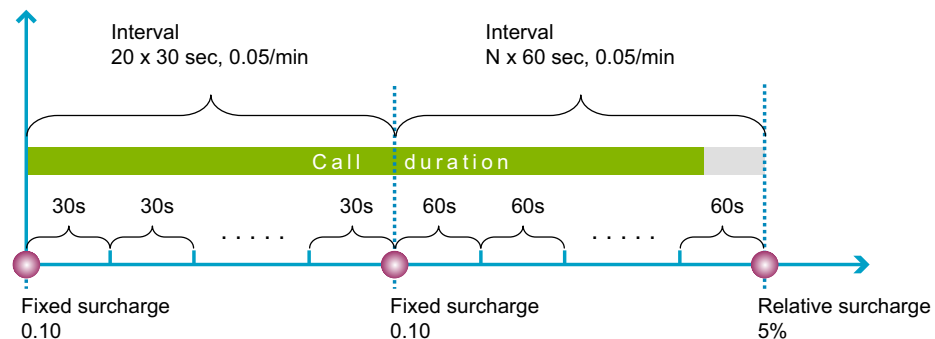 Interval
20 x 30 sec, 0.05/min
Interval
N x 60 sec, 0.05/min
Call duration
30s
30s
30s
60s
60s
60s
. . . . .
. . . . .
Fixed surcharge
0.10
Fixed surcharge
0.10
Relative surcharge
5%